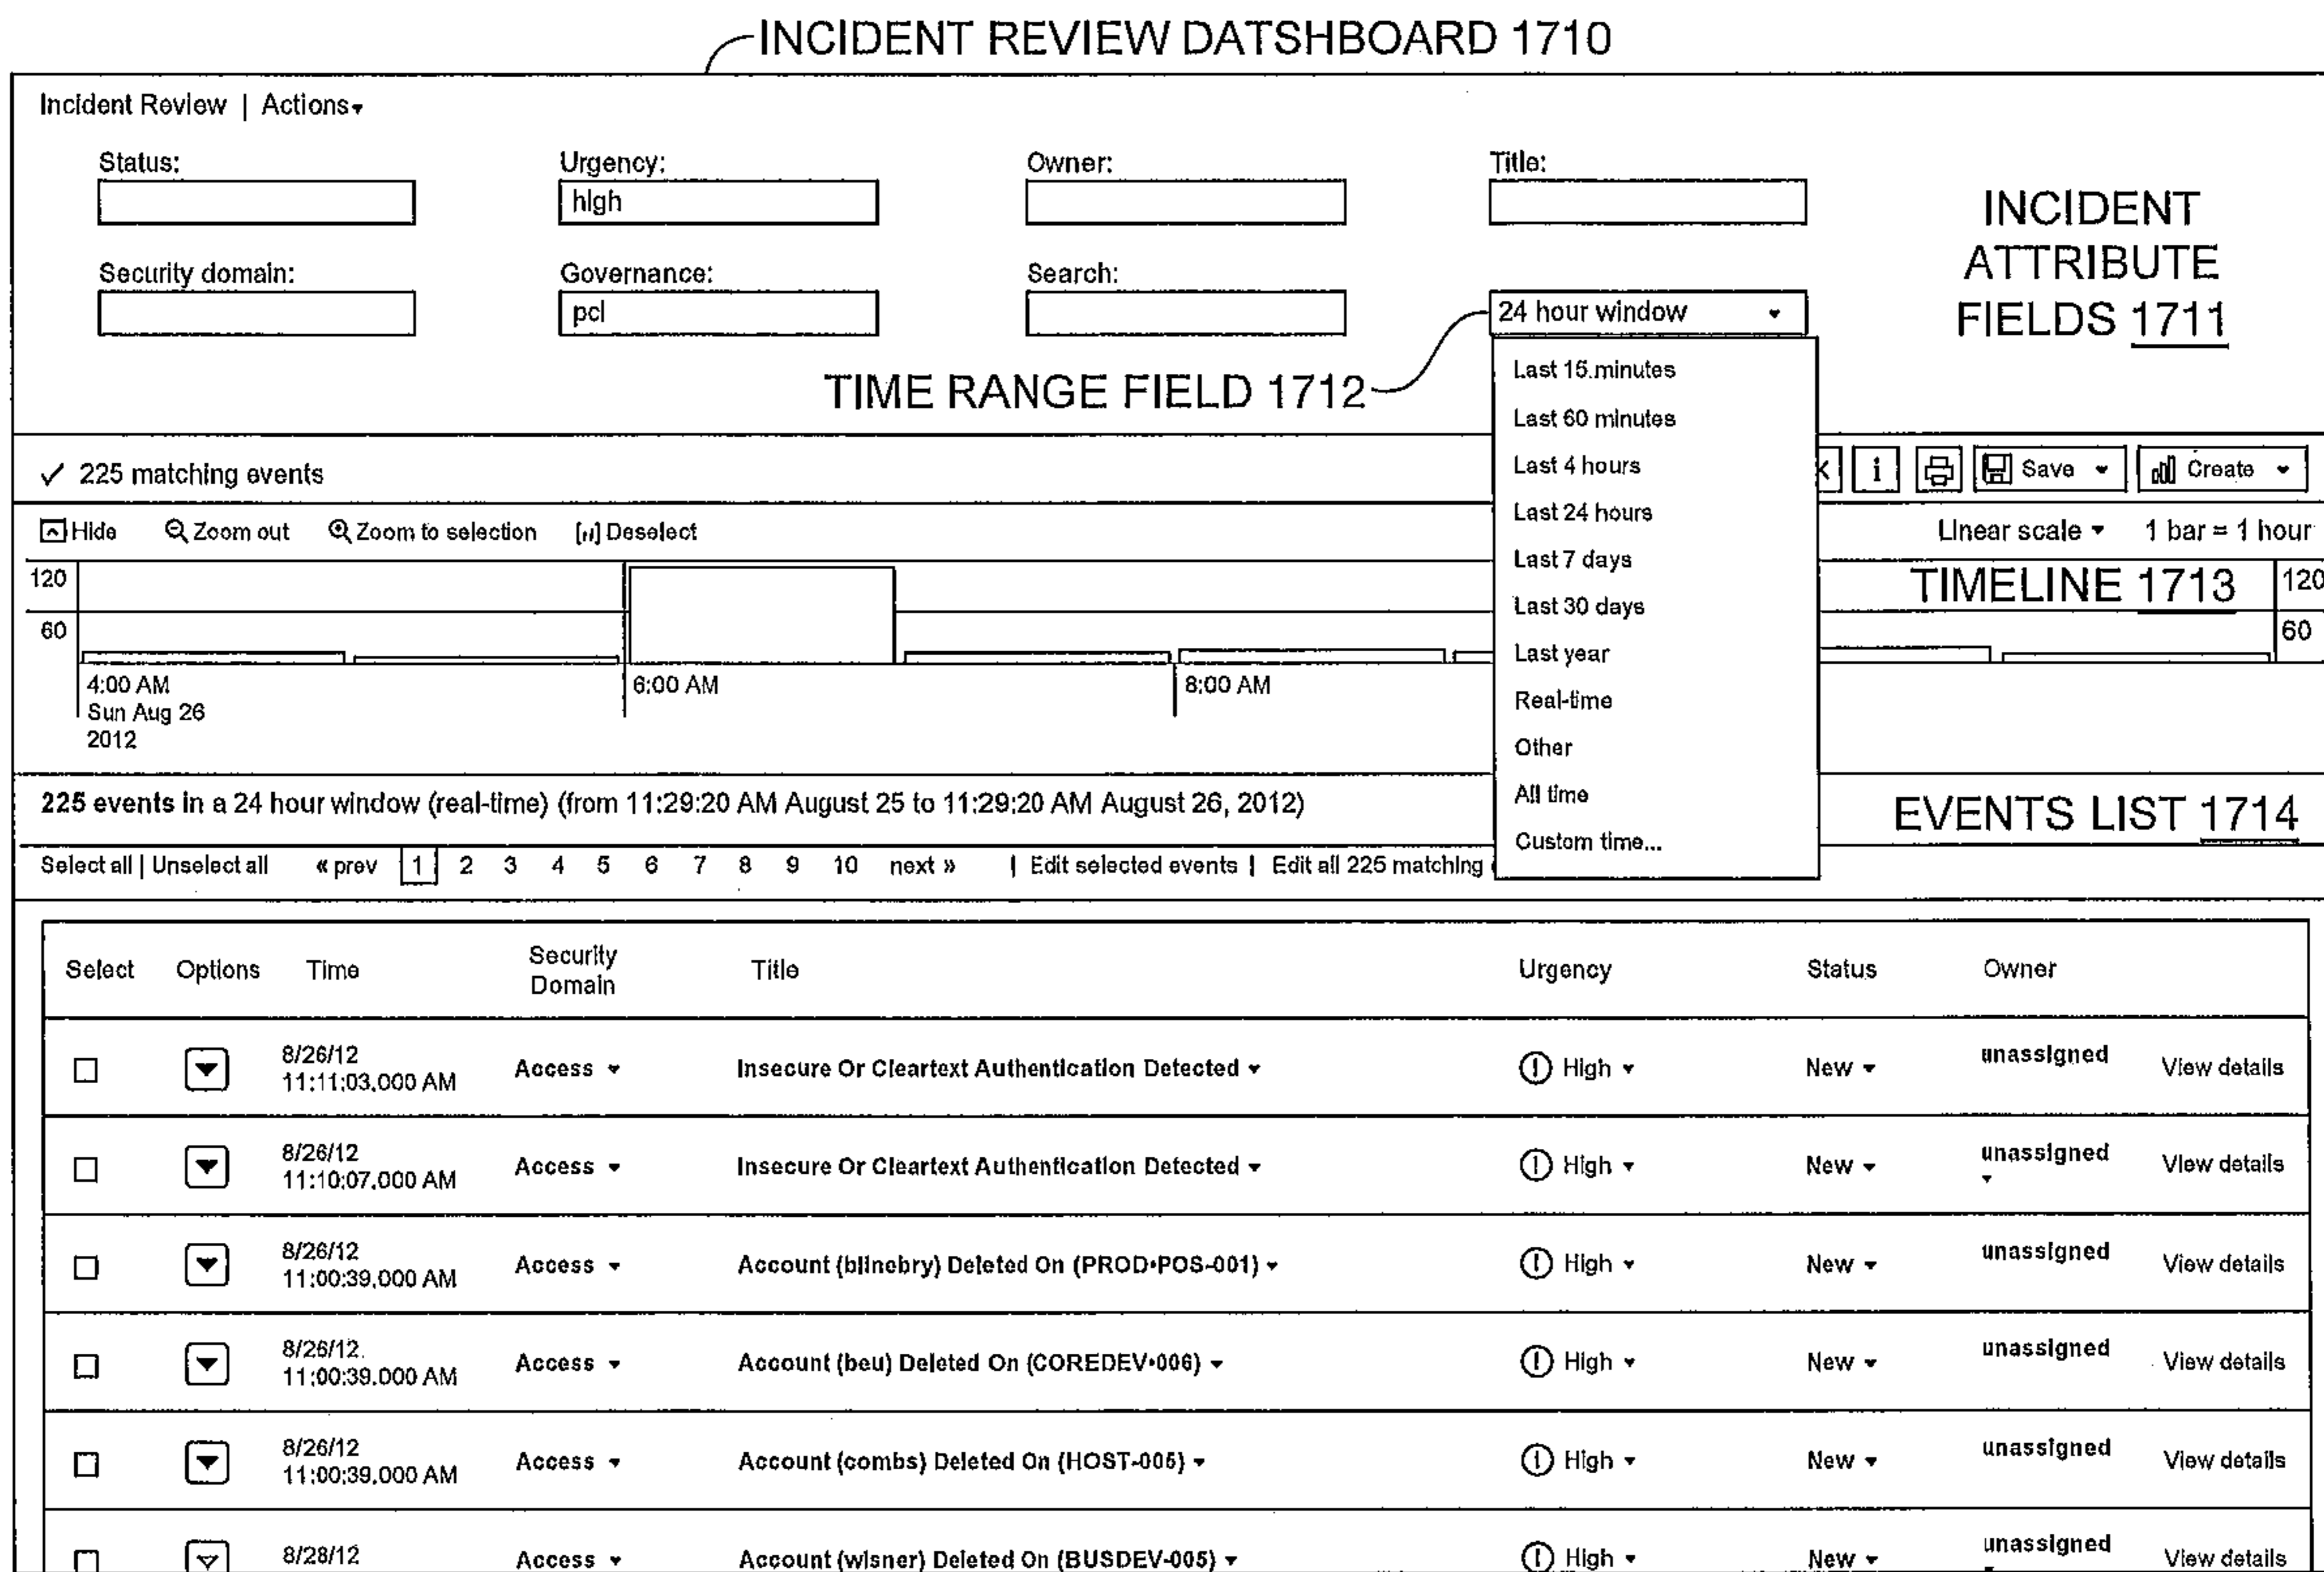 INCIDENT REVIEW DATSHBOARD 1710
Incident Review | Actions
Status:
Urgency:
Owner:
Title:
high
INCIDENT
ATTRIBUTE
FIELDS 1711
Security domain:
Governance:
Search:
pci
24 hour window
TIME RANGE FIELD 1712
Last 15 minutes
Last 60 minutes
Last 4 hours
Last 24 hours
Last 7 days
Last 30 days
Last year
Real-time
Other
All time
Custom time...
✓ 225 matching events
i
Save
Create
Hide Zoom out Zoom to selection Deselect
Linear scale 1 bar = 1 hour
TIMELINE 1713
120
60
120
60
4:00 AM
Sun Aug 26
2012
6:00 AM
8:00 AM
225 events in a 24 hour window (real-time) (from 11:29:20 AM August 25 to 11:29:20 AM August 26, 2012)
EVENTS LIST 1714
Select all | Unselect all « prev 1 2 3 4 5 6 7 8 9 10 next » | Edit selected events | Edit all 225 matching
Select Options Time Security Domain Title Urgency Status Owner
8/26/12
11:11:03.000 AM Access Insecure Or Cleartext Authentication Detected High New unassigned View details
8/26/12
11:10:07.000 AM Access Insecure Or Cleartext Authentication Detected High New unassigned View details
8/26/12
11:00:39.000 AM Access Account (blinebry) Deleted On (PROD-POS-001) High New unassigned View details
8/26/12
11:00:39.000 AM Access Account (beu) Deleted On (COREDEV-006) High New unassigned View details
8/26/12
11:00:39.000 AM Access Account (combs) Deleted On (HOST-005) High New unassigned View details
8/28/12 Access Account (wisner) Deleted On (BUSDEV-005) High New unassigned View details